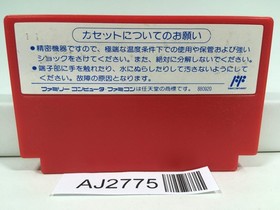 カセットについてのお願い
●精密機器ですので、極端な温度条件下での使用や保管および強い
ショックをさけてください。また、絶対に分解しないでください。
●端子部に手を触れたり、水にぬらしたりして汚さないようにして
ください。故障の原因となります。
ファミリーコンピュータ・ファミコンは任天堂の商標です。
AJ2775